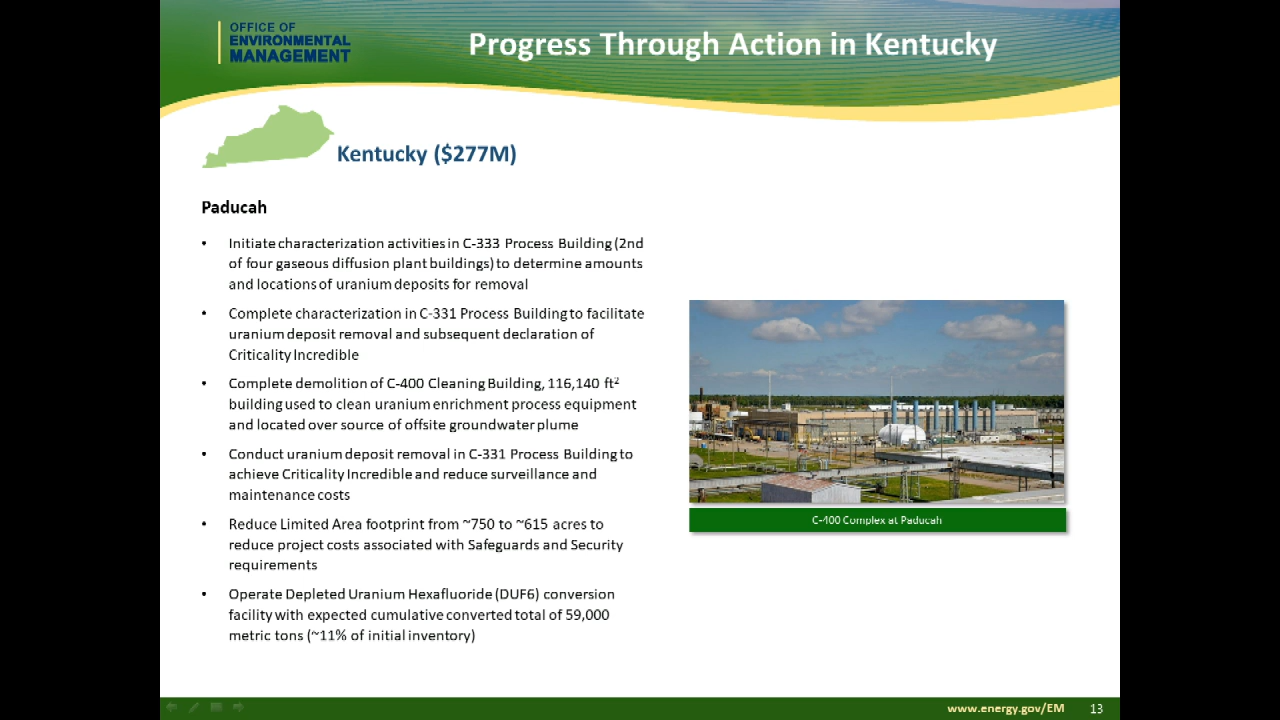 OFFICE OF
ENVIRONMENTAL
MANAGEMENT
Progress Through Action in Kentucky
Kentucky ($277M)
Paducah
• Initiate characterization activities in C-333 Process Building (2nd
of four gaseous diffusion plant buildings) to determine amounts
and locations of uranium deposits for removal
• Complete characterization in C-331 Process Building to facilitate
uranium deposit removal and subsequent declaration of
Criticality Incredible
• Complete demolition of C-400 Cleaning Building, 116,140 ft²
building used to clean uranium enrichment process equipment
and located over source of offsite groundwater plume
• Conduct uranium deposit removal in C-331 Process Building to
achieve Criticality Incredible and reduce surveillance and
maintenance costs
• Reduce Limited Area footprint from ~750 to ~615 acres to
reduce project costs associated with Safeguards and Security
requirements
• Operate Depleted Uranium Hexafluoride (DUF6) conversion
facility with expected cumulative converted total of 59,000
metric tons (~11% of initial inventory)
C-400 Complex at Paducah
www.energy.gov/EM 13